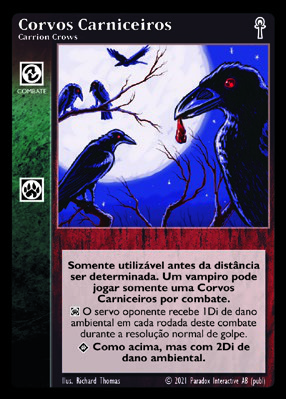 Corvos Carniceiros
Carrion Crows
COMBATE
Somente utilizável antes da distância
ser determinada. Um vampiro pode
jogar somente uma Corvos
Carniceiros por combate.
O servo oponente recebe 1Di de dano
ambiental em cada rodada deste combate
durante a resolução normal de golpe.
Como acima, mas com 2Di de
dano ambiental.
Illus. Richard Thomas
© 2021 Paradox Interactive AB (publ)